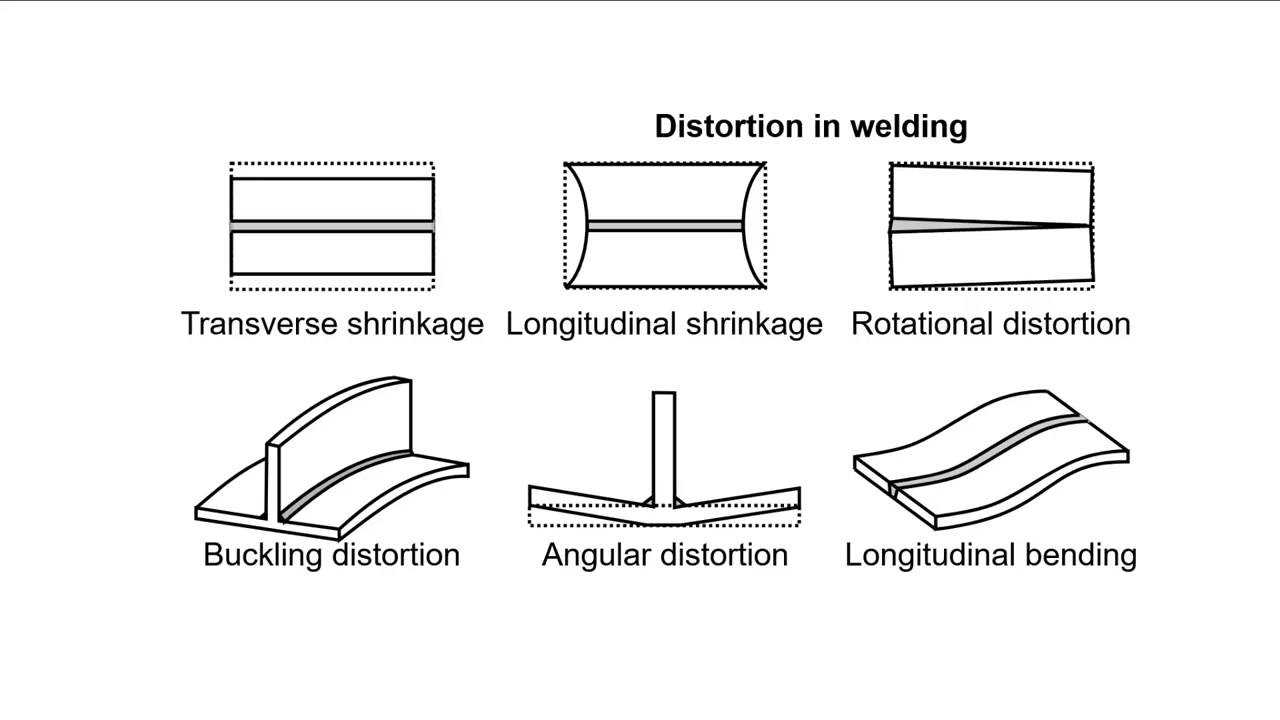 Distortion in welding
Transverse shrinkage
Longitudinal shrinkage
Rotational distortion
Buckling distortion
Angular distortion
Longitudinal bending